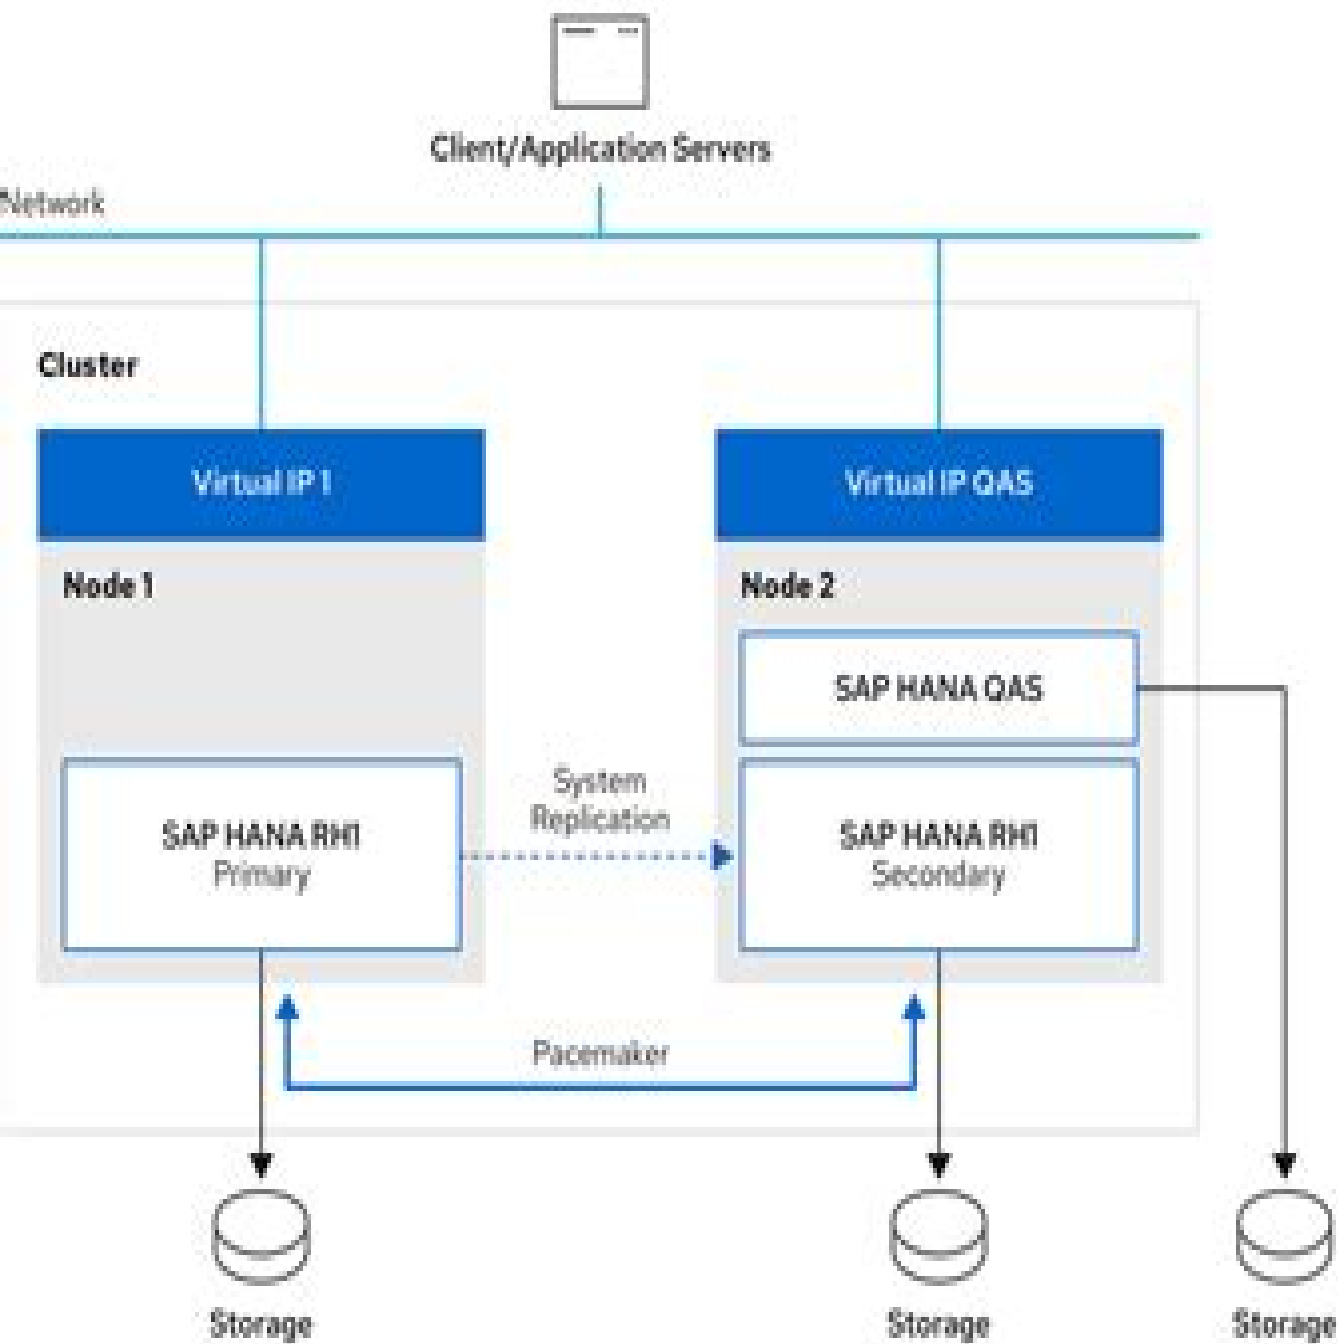 Client/Application Servers
Network
Cluster
Virtual IP 1
Virtual IP QAS
Node 1
Node 2
SAP HANA QAS
System
Replication
SAP HANA RH1
Primary
SAP HANA RH1
Secondary
Pacemaker
Storage
Storage
Storage